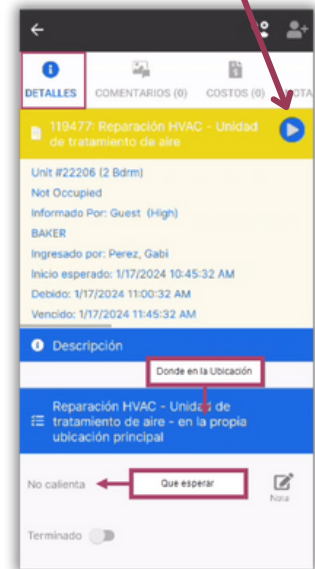 DETALLES COMENTARIOS (0) COSTOS (0) NOTA
119477: Reparación HVAC - Unidad
de tratamiento de aire
Unit #22206 (2 Bdrm)
Not Occupied
Informado Por: Guest (High)
BAKER
Ingresado por: Perez, Gabi
Inicio esperado: 1/17/2024 10:45:32 AM
Debido: 1/17/2024 11:00:32 AM
Vencido: 1/17/2024 11:45:32 AM
Descripción
Donde en la Ubicación
Reparación HVAC - Unidad de
tratamiento de aire - en la propia
ubicación principal
No calienta
Que esperar
Nota
Terminado